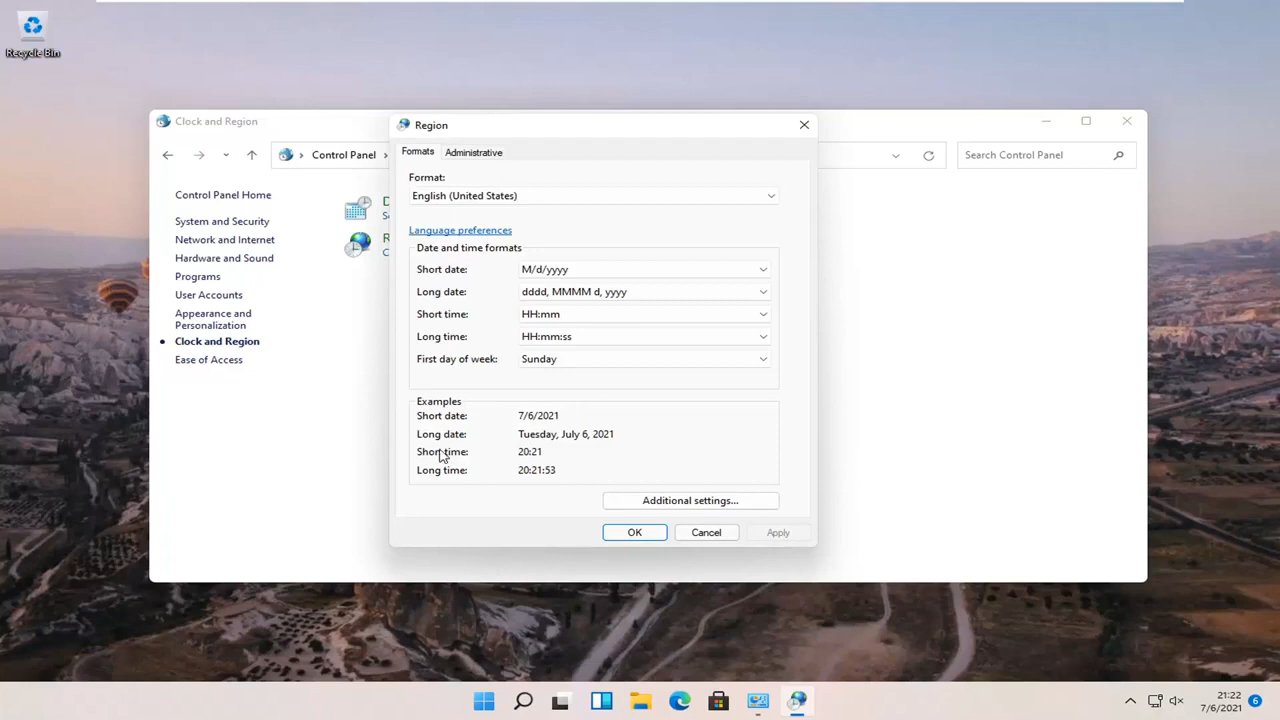 Recycle Bin
Clock and Region
Control Panel
Search Control Panel
Control Panel Home
System and Security
Network and Internet
Hardware and Sound
Programs
User Accounts
Appearance and
Personalization
Clock and Region
Ease of Access
Region
Formats
Administrative
Format:
English (United States)
Language preferences
Date and time formats
Short date: M/d/yyyy
Long date: dddd, MMMM d, yyyy
Short time: HH:mm
Long time: HH:mm:ss
First day of week: Sunday
Examples
Short date: 7/6/2021
Long date: Tuesday, July 6, 2021
Short time: 20:21
Long time: 20:21:53
Additional settings...
OK
Cancel
Apply
21:22
7/6/2021
6